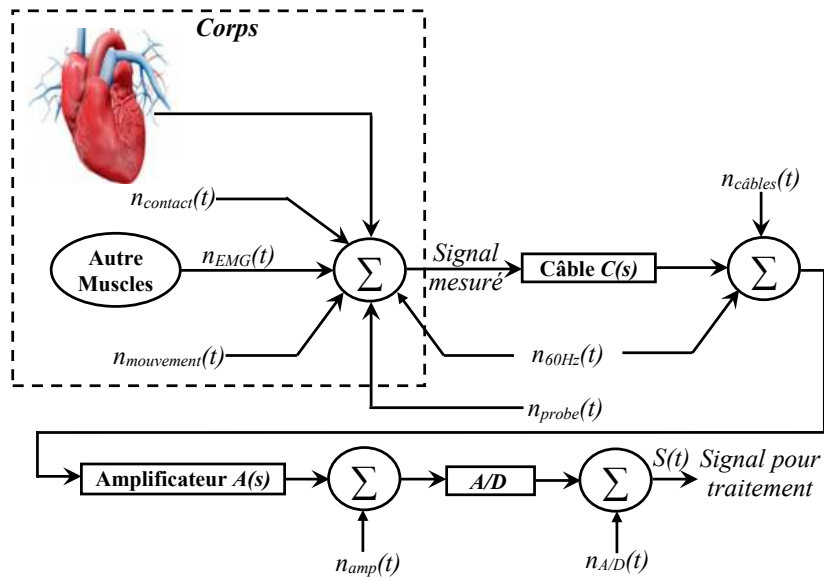 Corps
n_câbles(t)
n_contact(t)
Autre
Muscles
n_EMG(t)
∑
Signal
mesuré
Câble C(s)
∑
n_mouvement(t)
n_60Hz(t)
n_probe(t)
Amplificateur A(s)
∑
A/D
∑
S(t)
Signal pour
traitement
n_amp(t)
n_A/D(t)